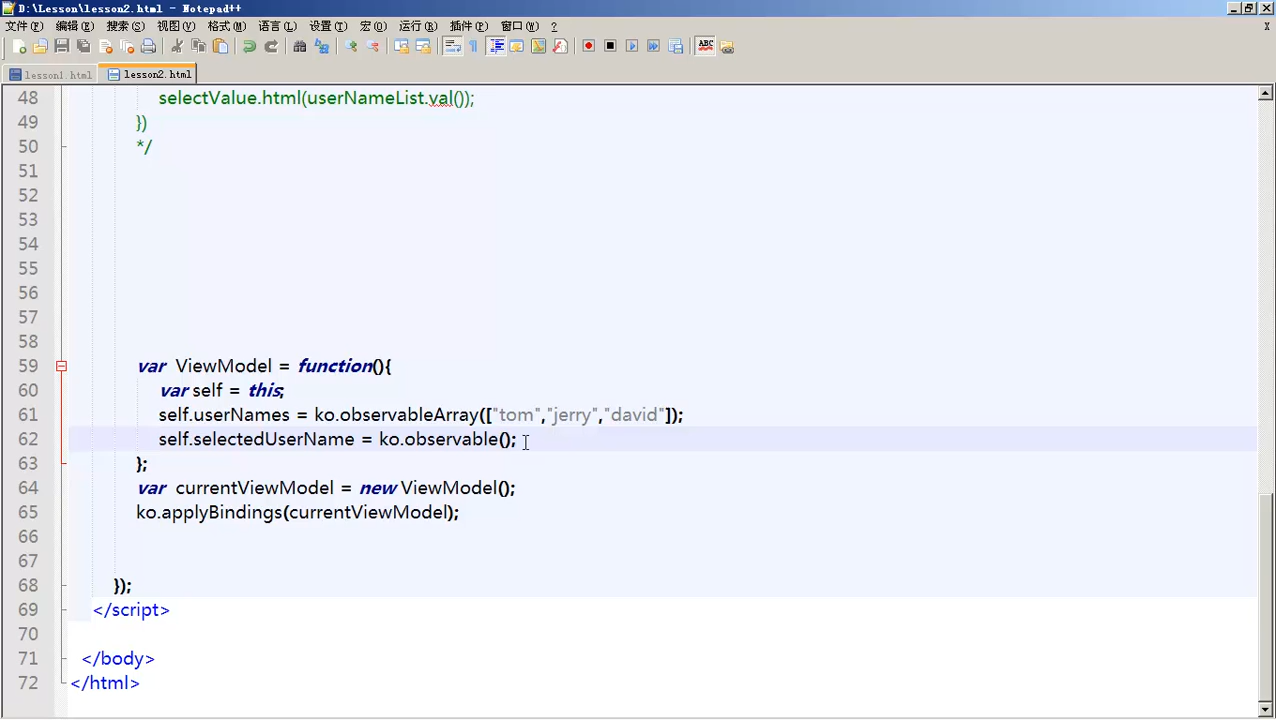 D:\Lesson\lesson2.html - Notepad++
文件(F) 编辑(E) 搜索(S) 视图(V) 格式(M) 语言(L) 设置(T) 宏(O) 运行(R) 插件(P) 窗口(W) ? X
ABC
lesson1.html lesson2.html
48 selectValue.html(userNameList.val());
49 })
50 */
51
52
53
54
55
56
57
58
59 var ViewModel = function(){
60 var self = this;
61 self.userNames = ko.observableArray(["tom","jerry","david"]);
62 self.selectedUserName = ko.observable();
63 };
64 var currentViewModel = new ViewModel();
65 ko.applyBindings(currentViewModel);
66
67
68 });
69 </script>
70
71 </body>
72 </html>